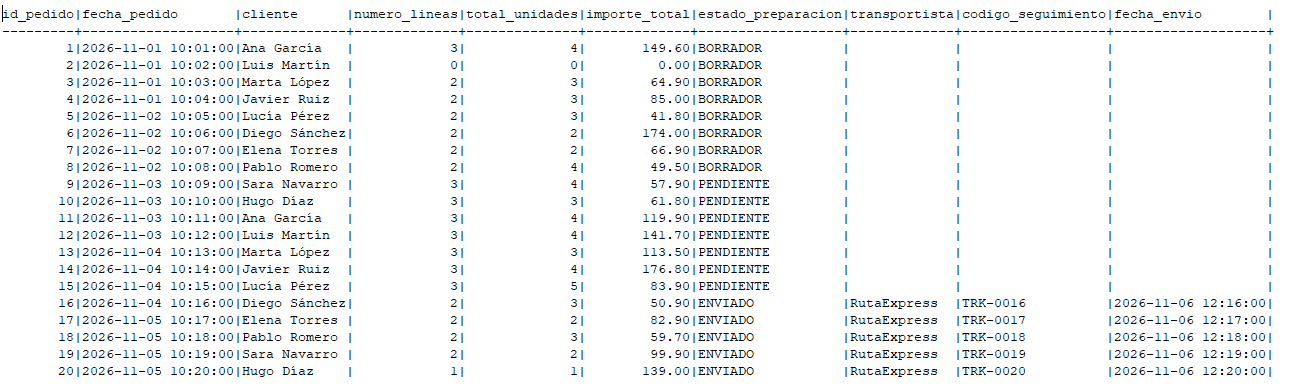 id_pedido|fecha_pedido       |cliente      |numero_lineas|total_unidades|importe_total|estado_preparacion|transportista|codigo_seguimiento|fecha_envio        |
---------+-------------------+-------------+-------------+--------------+-------------+------------------+-------------+------------------+-------------------+
        1|2026-11-01 10:01:00|Ana García   |            3|             4|       149.60|BORRADOR          |             |                  |                   |
        2|2026-11-01 10:02:00|Luis Martín  |            0|             0|         0.00|BORRADOR          |             |                  |                   |
        3|2026-11-01 10:03:00|Marta López  |            2|             3|        64.90|BORRADOR          |             |                  |                   |
        4|2026-11-01 10:04:00|Javier Ruiz  |            2|             3|        85.00|BORRADOR          |             |                  |                   |
        5|2026-11-02 10:05:00|Lucía Pérez  |            2|             3|        41.80|BORRADOR          |             |                  |                   |
        6|2026-11-02 10:06:00|Diego Sánchez|            2|             2|       174.00|BORRADOR          |             |                  |                   |
        7|2026-11-02 10:07:00|Elena Torres |            2|             2|        66.90|BORRADOR          |             |                  |                   |
        8|2026-11-02 10:08:00|Pablo Romero |            2|             4|        49.50|BORRADOR          |             |                  |                   |
        9|2026-11-03 10:09:00|Sara Navarro |            3|             4|        57.90|PENDIENTE         |             |                  |                   |
       10|2026-11-03 10:10:00|Hugo Díaz    |            3|             3|        61.80|PENDIENTE         |             |                  |                   |
       11|2026-11-03 10:11:00|Ana García   |            3|             4|       119.90|PENDIENTE         |             |                  |                   |
       12|2026-11-03 10:12:00|Luis Martín  |            3|             4|       141.70|PENDIENTE         |             |                  |                   |
       13|2026-11-04 10:13:00|Marta López  |            3|             3|       113.50|PENDIENTE         |             |                  |                   |
       14|2026-11-04 10:14:00|Javier Ruiz  |            3|             4|       176.80|PENDIENTE         |             |                  |                   |
       15|2026-11-04 10:15:00|Lucía Pérez  |            3|             5|        83.90|PENDIENTE         |             |                  |                   |
       16|2026-11-04 10:16:00|Diego Sánchez|            2|             3|        50.90|ENVIADO           |RutaExpress  |TRK-0016          |2026-11-06 12:16:00|
       17|2026-11-05 10:17:00|Elena Torres |            2|             2|        82.90|ENVIADO           |RutaExpress  |TRK-0017          |2026-11-06 12:17:00|
       18|2026-11-05 10:18:00|Pablo Romero |            2|             3|        59.70|ENVIADO           |RutaExpress  |TRK-0018          |2026-11-06 12:18:00|
       19|2026-11-05 10:19:00|Sara Navarro |            2|             2|        99.90|ENVIADO           |RutaExpress  |TRK-0019          |2026-11-06 12:19:00|
       20|2026-11-05 10:20:00|Hugo Díaz    |            1|             1|       139.00|ENVIADO           |RutaExpress  |TRK-0020          |2026-11-06 12:20:00|